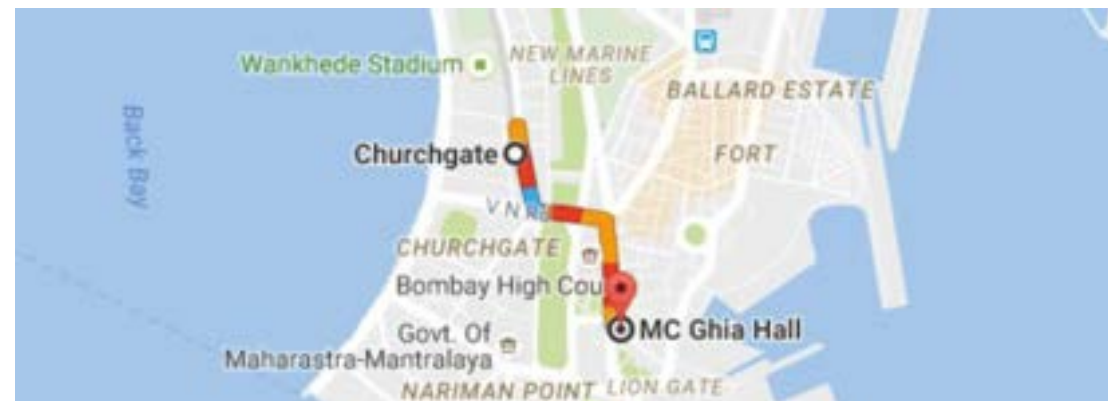 Wankhede Stadium
NEW MARINE
LINES
BALLARD ESTATE
Back Bay
Churchgate
FORT
V N
CHURCHGATE
Bombay High Cou
MC Ghia Hall
Govt. Of
Maharastra-Mantralaya
NARIMAN POINT
LION GATE